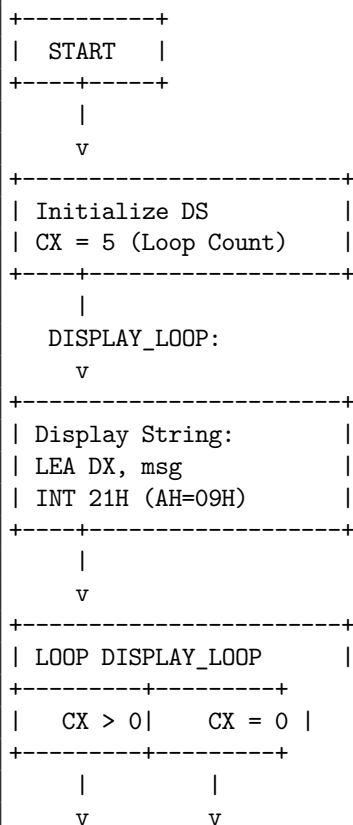 +----------+
|  START   |
+----+-----+
     |
     v
+-----------------------+
| Initialize DS         |
| CX = 5 (Loop Count)   |
+----+------------------+
     |
   DISPLAY_LOOP:
     v
+-----------------------+
| Display String:       |
| LEA DX, msg           |
| INT 21H (AH=09H)      |
+----+------------------+
     |
     v
+-----------------------+
| LOOP DISPLAY_LOOP     |
+---------+---------+
|   CX > 0|    CX = 0 |
+---------+---------+
     |        |
     v        v